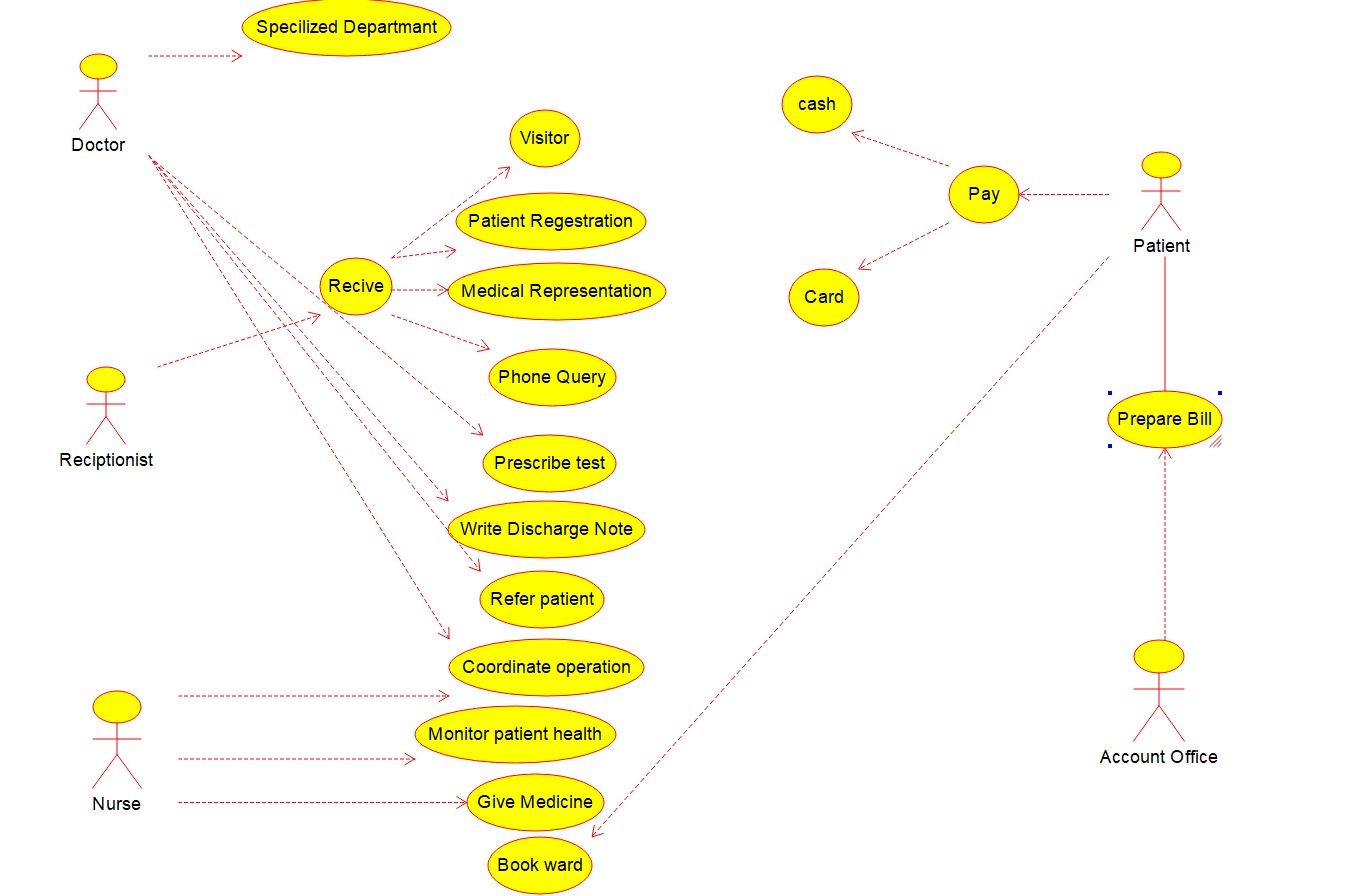 Specilized Departmant
Doctor
Visitor
Patient Regestration
Recive
Medical Representation
Phone Query
Reciptionist
Prescribe test
Write Discharge Note
Refer patient
Coordinate operation
Monitor patient health
Nurse
Give Medicine
Book ward
cash
Pay
Patient
Card
Prepare Bill
Account Office